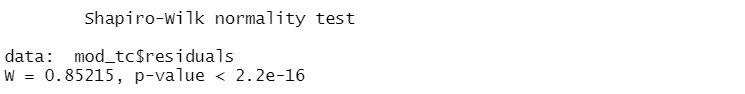 Shapiro-Wilk normality test
data:  mod_tc$residuals
W = 0.85215, p-value < 2.2e-16